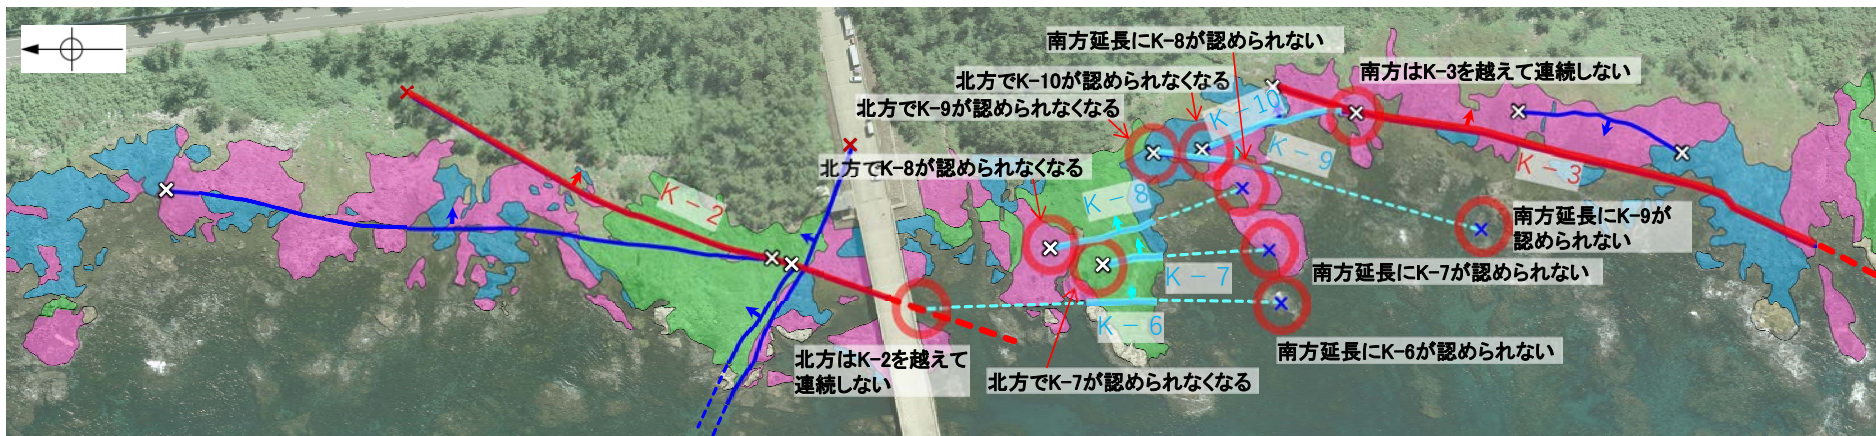 南方延長にK-8が認められない
北方でK-10が認められなくなる
北方でK-9が認められなくなる
南方はK-3を越えて連続しない
K-10
K-9
北方でK-8が認められなくなる
K-3
K-2
K-8
南方延長にK-9が
認められない
K-7
南方延長にK-7が認められない
K-6
南方延長にK-6が認められない
北方はK-2を越えて
連続しない
北方でK-7が認められなくなる